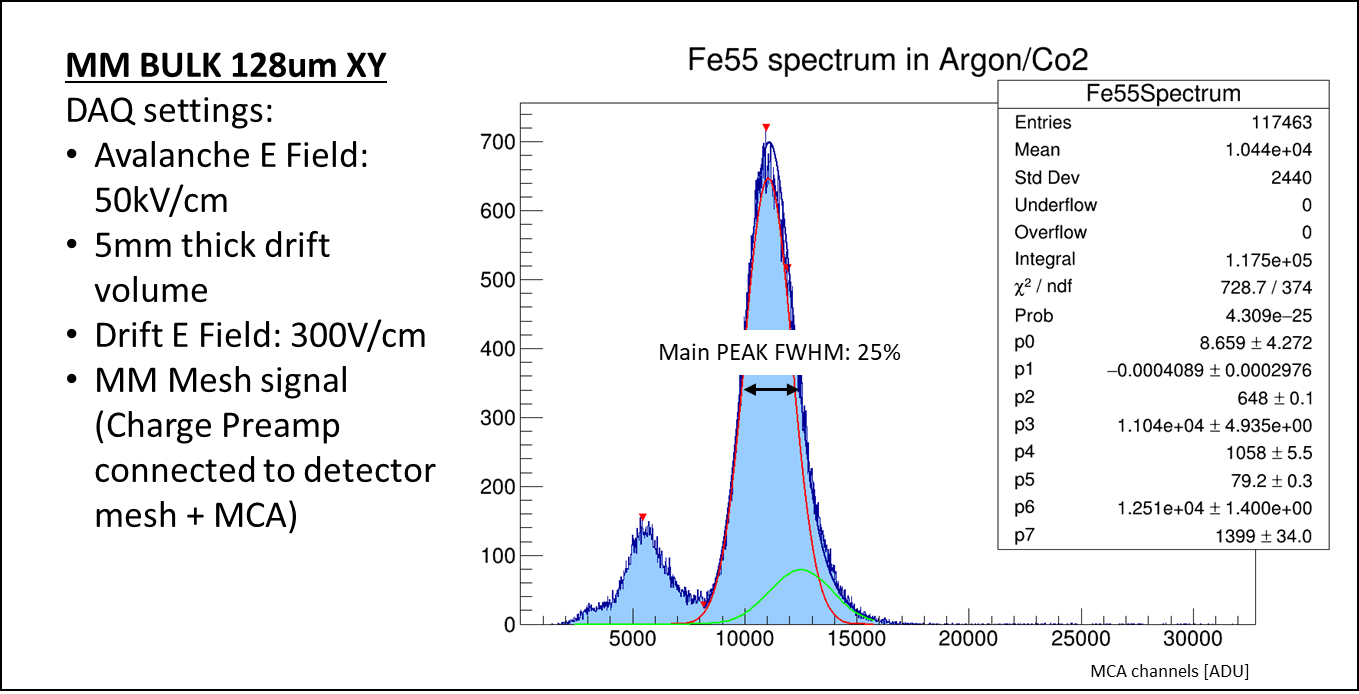 MM BULK 128um XY
DAQ settings:
• Avalanche E Field:
50kV/cm
• 5mm thick drift
volume
• Drift E Field: 300V/cm
• MM Mesh signal
(Charge Preamp
connected to detector
mesh + MCA)
Fe55 spectrum in Argon/Co2
Fe55Spectrum
Entries 117463
Mean 1.044e+04
Std Dev 2440
Underflow 0
Overflow 0
Integral 1.175e+05
χ² / ndf 728.7 / 374
Prob 4.309e−25
p0 8.659 ± 4.272
p1 −0.0004089 ± 0.0002976
p2 648 ± 0.1
p3 1.104e+04 ± 4.935e+00
p4 1058 ± 5.5
p5 79.2 ± 0.3
p6 1.251e+04 ± 1.400e+00
p7 1399 ± 34.0
700
600
500
400
300
200
100
0
Main PEAK FWHM: 25%
5000 10000 15000 20000 25000 30000
MCA channels [ADU]